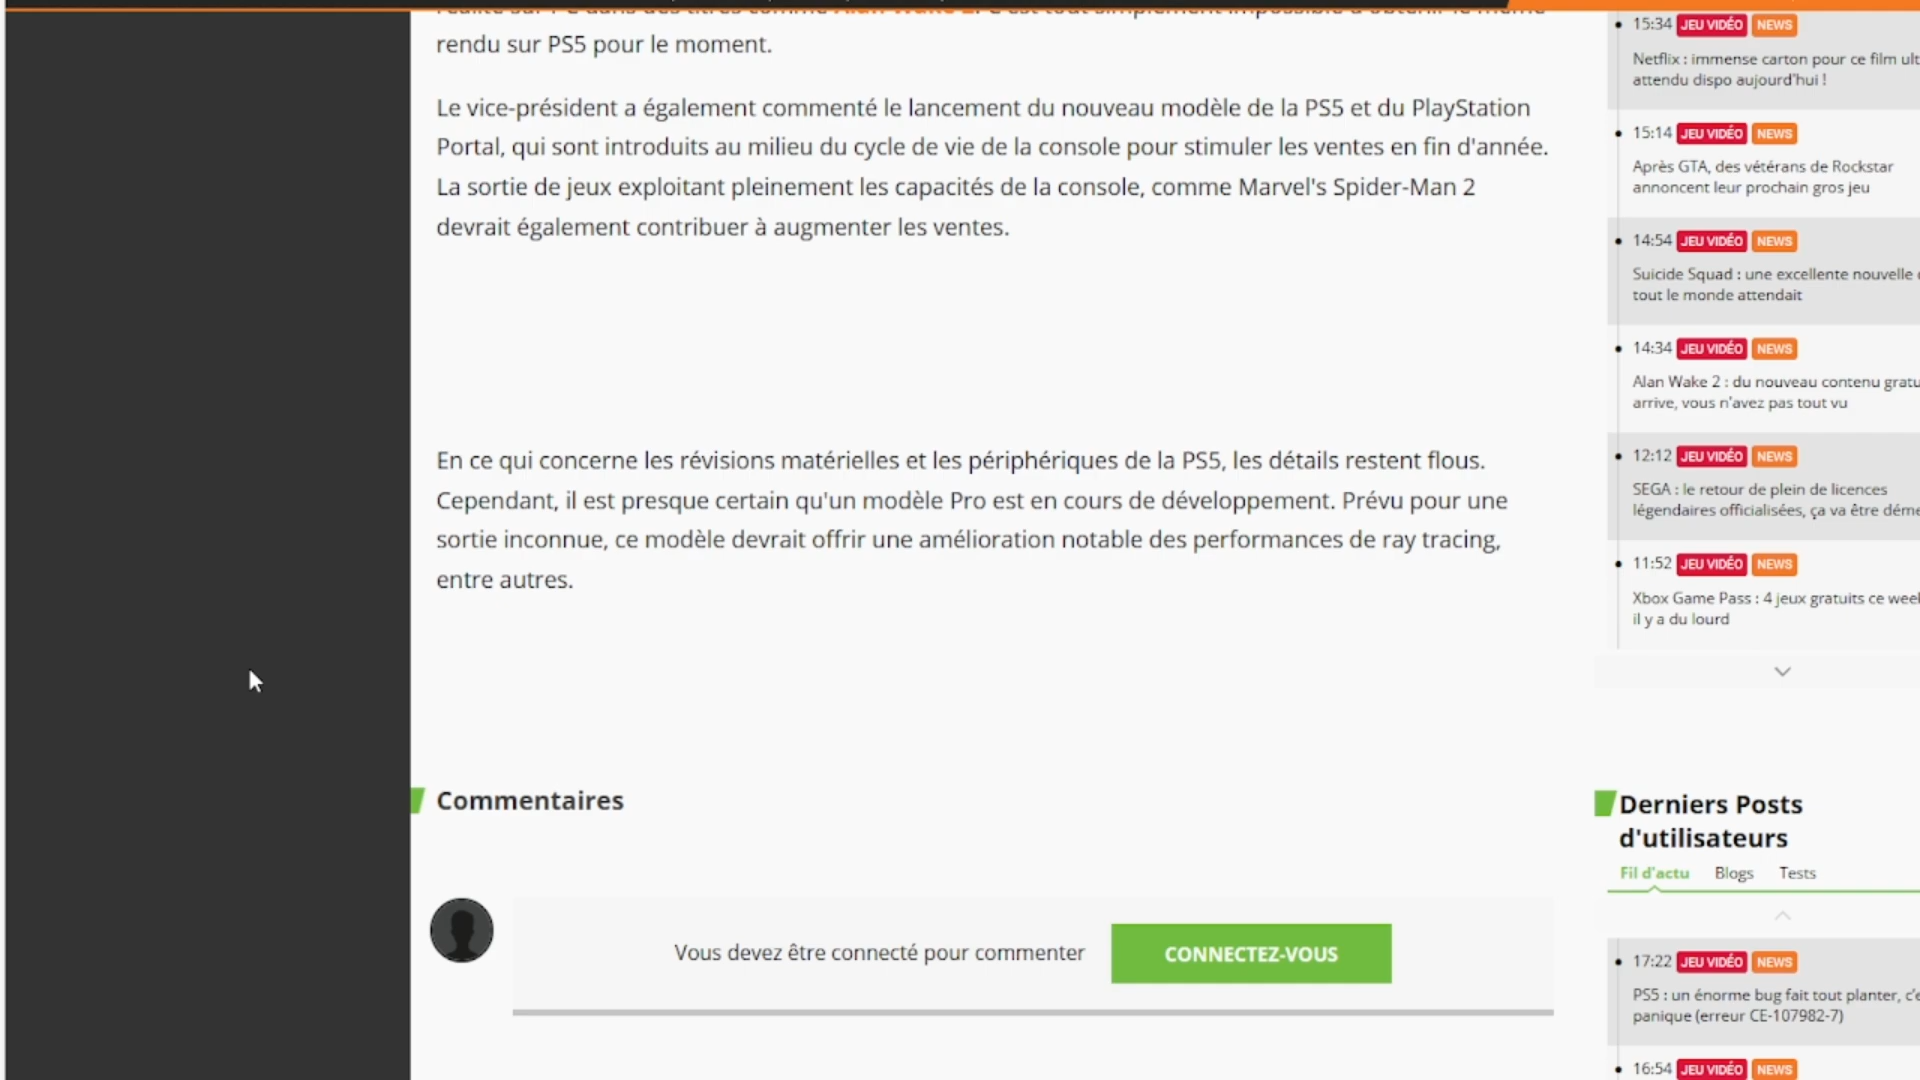 rendu sur PS5 pour le moment.
Le vice-président a également commenté le lancement du nouveau modèle de la PS5 et du PlayStation
Portal, qui sont introduits au milieu du cycle de vie de la console pour stimuler les ventes en fin d'année.
La sortie de jeux exploitant pleinement les capacités de la console, comme Marvel's Spider-Man 2
devrait également contribuer à augmenter les ventes.
En ce qui concerne les révisions matérielles et les périphériques de la PS5, les détails restent flous.
Cependant, il est presque certain qu'un modèle Pro est en cours de développement. Prévu pour une
sortie inconnue, ce modèle devrait offrir une amélioration notable des performances de ray tracing,
entre autres.
Commentaires
Vous devez être connecté pour commenter
CONNECTEZ-VOUS
15:34 JEU VIDÉO NEWS
Netflix : immense carton pour ce film
attendu dispo aujourd'hui !
15:14 JEU VIDÉO NEWS
Après GTA, des vétérans de Rockstar
annoncent leur prochain gros jeu
14:54 JEU VIDÉO NEWS
Suicide Squad : une excellente nouvelle
tout le monde attendait
14:34 JEU VIDÉO NEWS
Alan Wake 2 : du nouveau contenu
arrive, vous n'avez pas tout vu
12:12 JEU VIDÉO NEWS
SEGA : le retour de plein de licences
légendaires officialisées, ça va être
11:52 JEU VIDÉO NEWS
Xbox Game Pass : 4 jeux gratuits ce
il y a du lourd
Derniers Posts
d'utilisateurs
Fil d'actu Blogs Tests
17:22 JEU VIDÉO NEWS
PS5 : un énorme bug fait tout planter,
panique (erreur CE-107982-7)
16:54 JEU VIDÉO NEWS